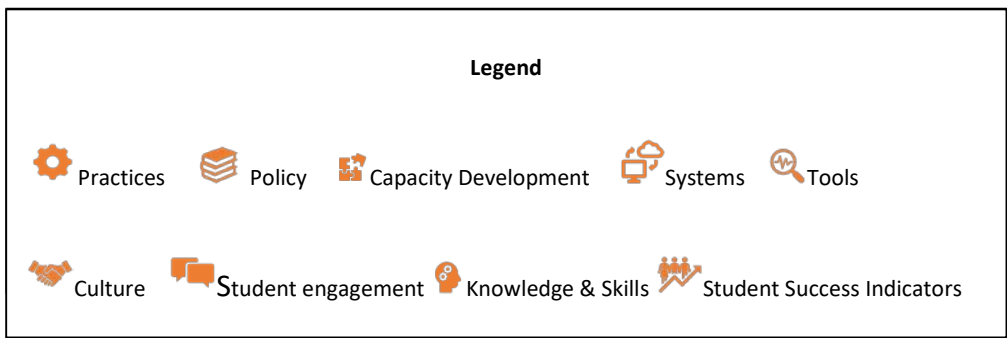 Legend
Practices Policy Capacity Development Systems Tools
Culture Student engagement Knowledge & Skills Student Success Indicators